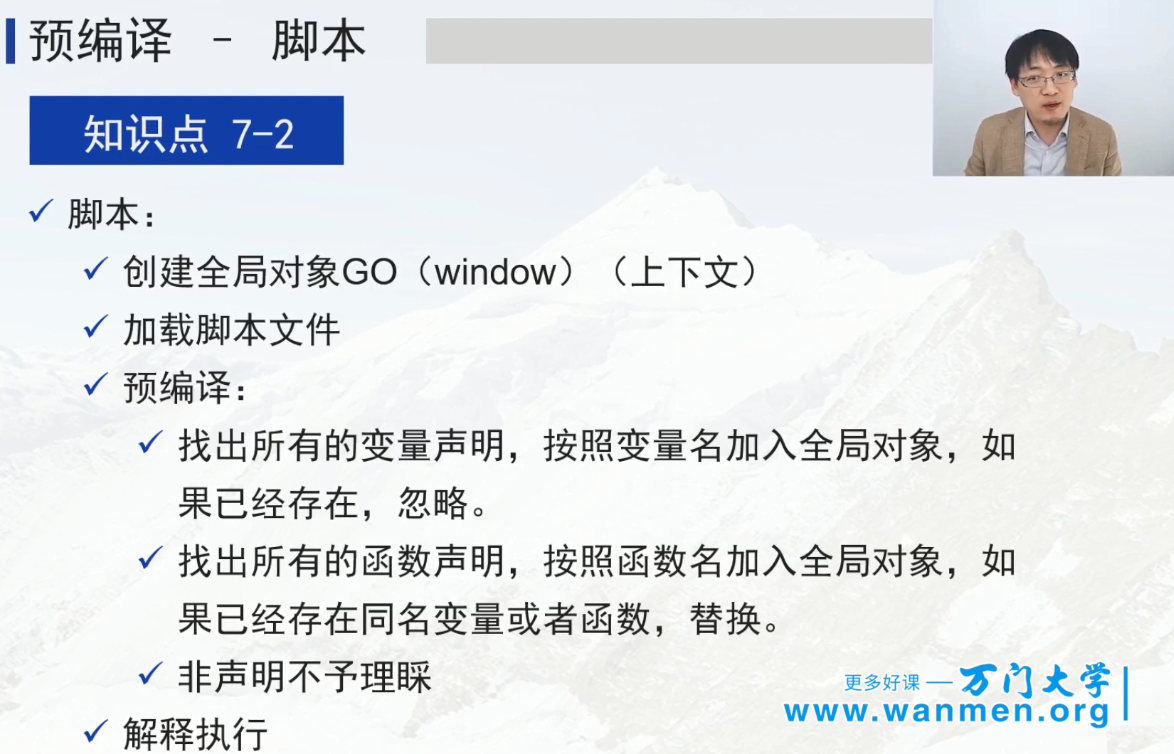 预编译 - 脚本
知识点 7-2
脚本：
创建全局对象GO（window）（上下文）
加载脚本文件
预编译：
找出所有的变量声明，按照变量名加入全局对象，如
果已经存在，忽略。
找出所有的函数声明，按照函数名加入全局对象，如
果已经存在同名变量或者函数，替换。
非声明不予理睬
解释执行
更多好课 — 万门大学
www.wanmen.org